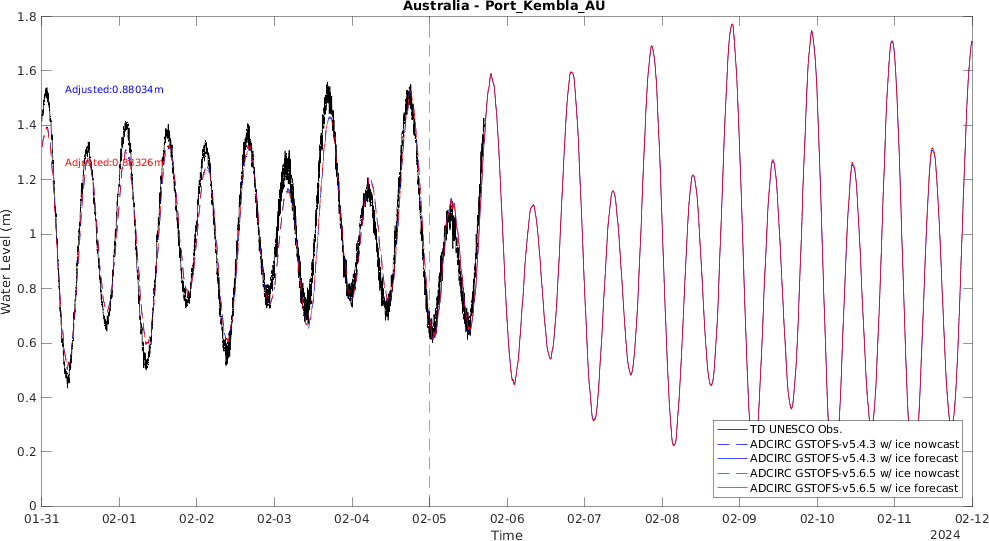 Australia - Port_Kembla_AU
Water Level (m)
1.8
1.6
1.4
1.2
1
0.8
0.6
0.4
0.2
0
Adjusted:0.88034m
Adjusted:0.88326m
TD UNESCO Obs.
ADCIRC GSTOFS-v5.4.3 w/ ice nowcast
ADCIRC GSTOFS-v5.4.3 w/ ice forecast
ADCIRC GSTOFS-v5.6.5 w/ ice nowcast
ADCIRC GSTOFS-v5.6.5 w/ ice forecast
01-31 02-01 02-02 02-03 02-04 02-05 02-06 02-07 02-08 02-09 02-10 02-11 02-12
Time
2024